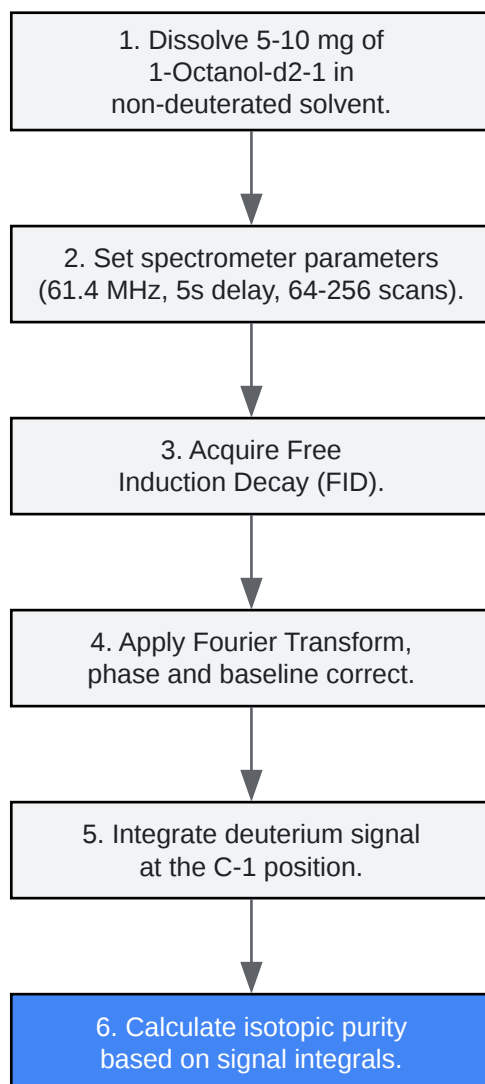 1. Dissolve 5-10 mg of
1-Octanol-d2-1 in
non-deuterated solvent.
2. Set spectrometer parameters
(61.4 MHz, 5s delay, 64-256 scans).
3. Acquire Free
Induction Decay (FID).
4. Apply Fourier Transform,
phase and baseline correct.
5. Integrate deuterium signal
at the C-1 position.
6. Calculate isotopic purity
based on signal integrals.